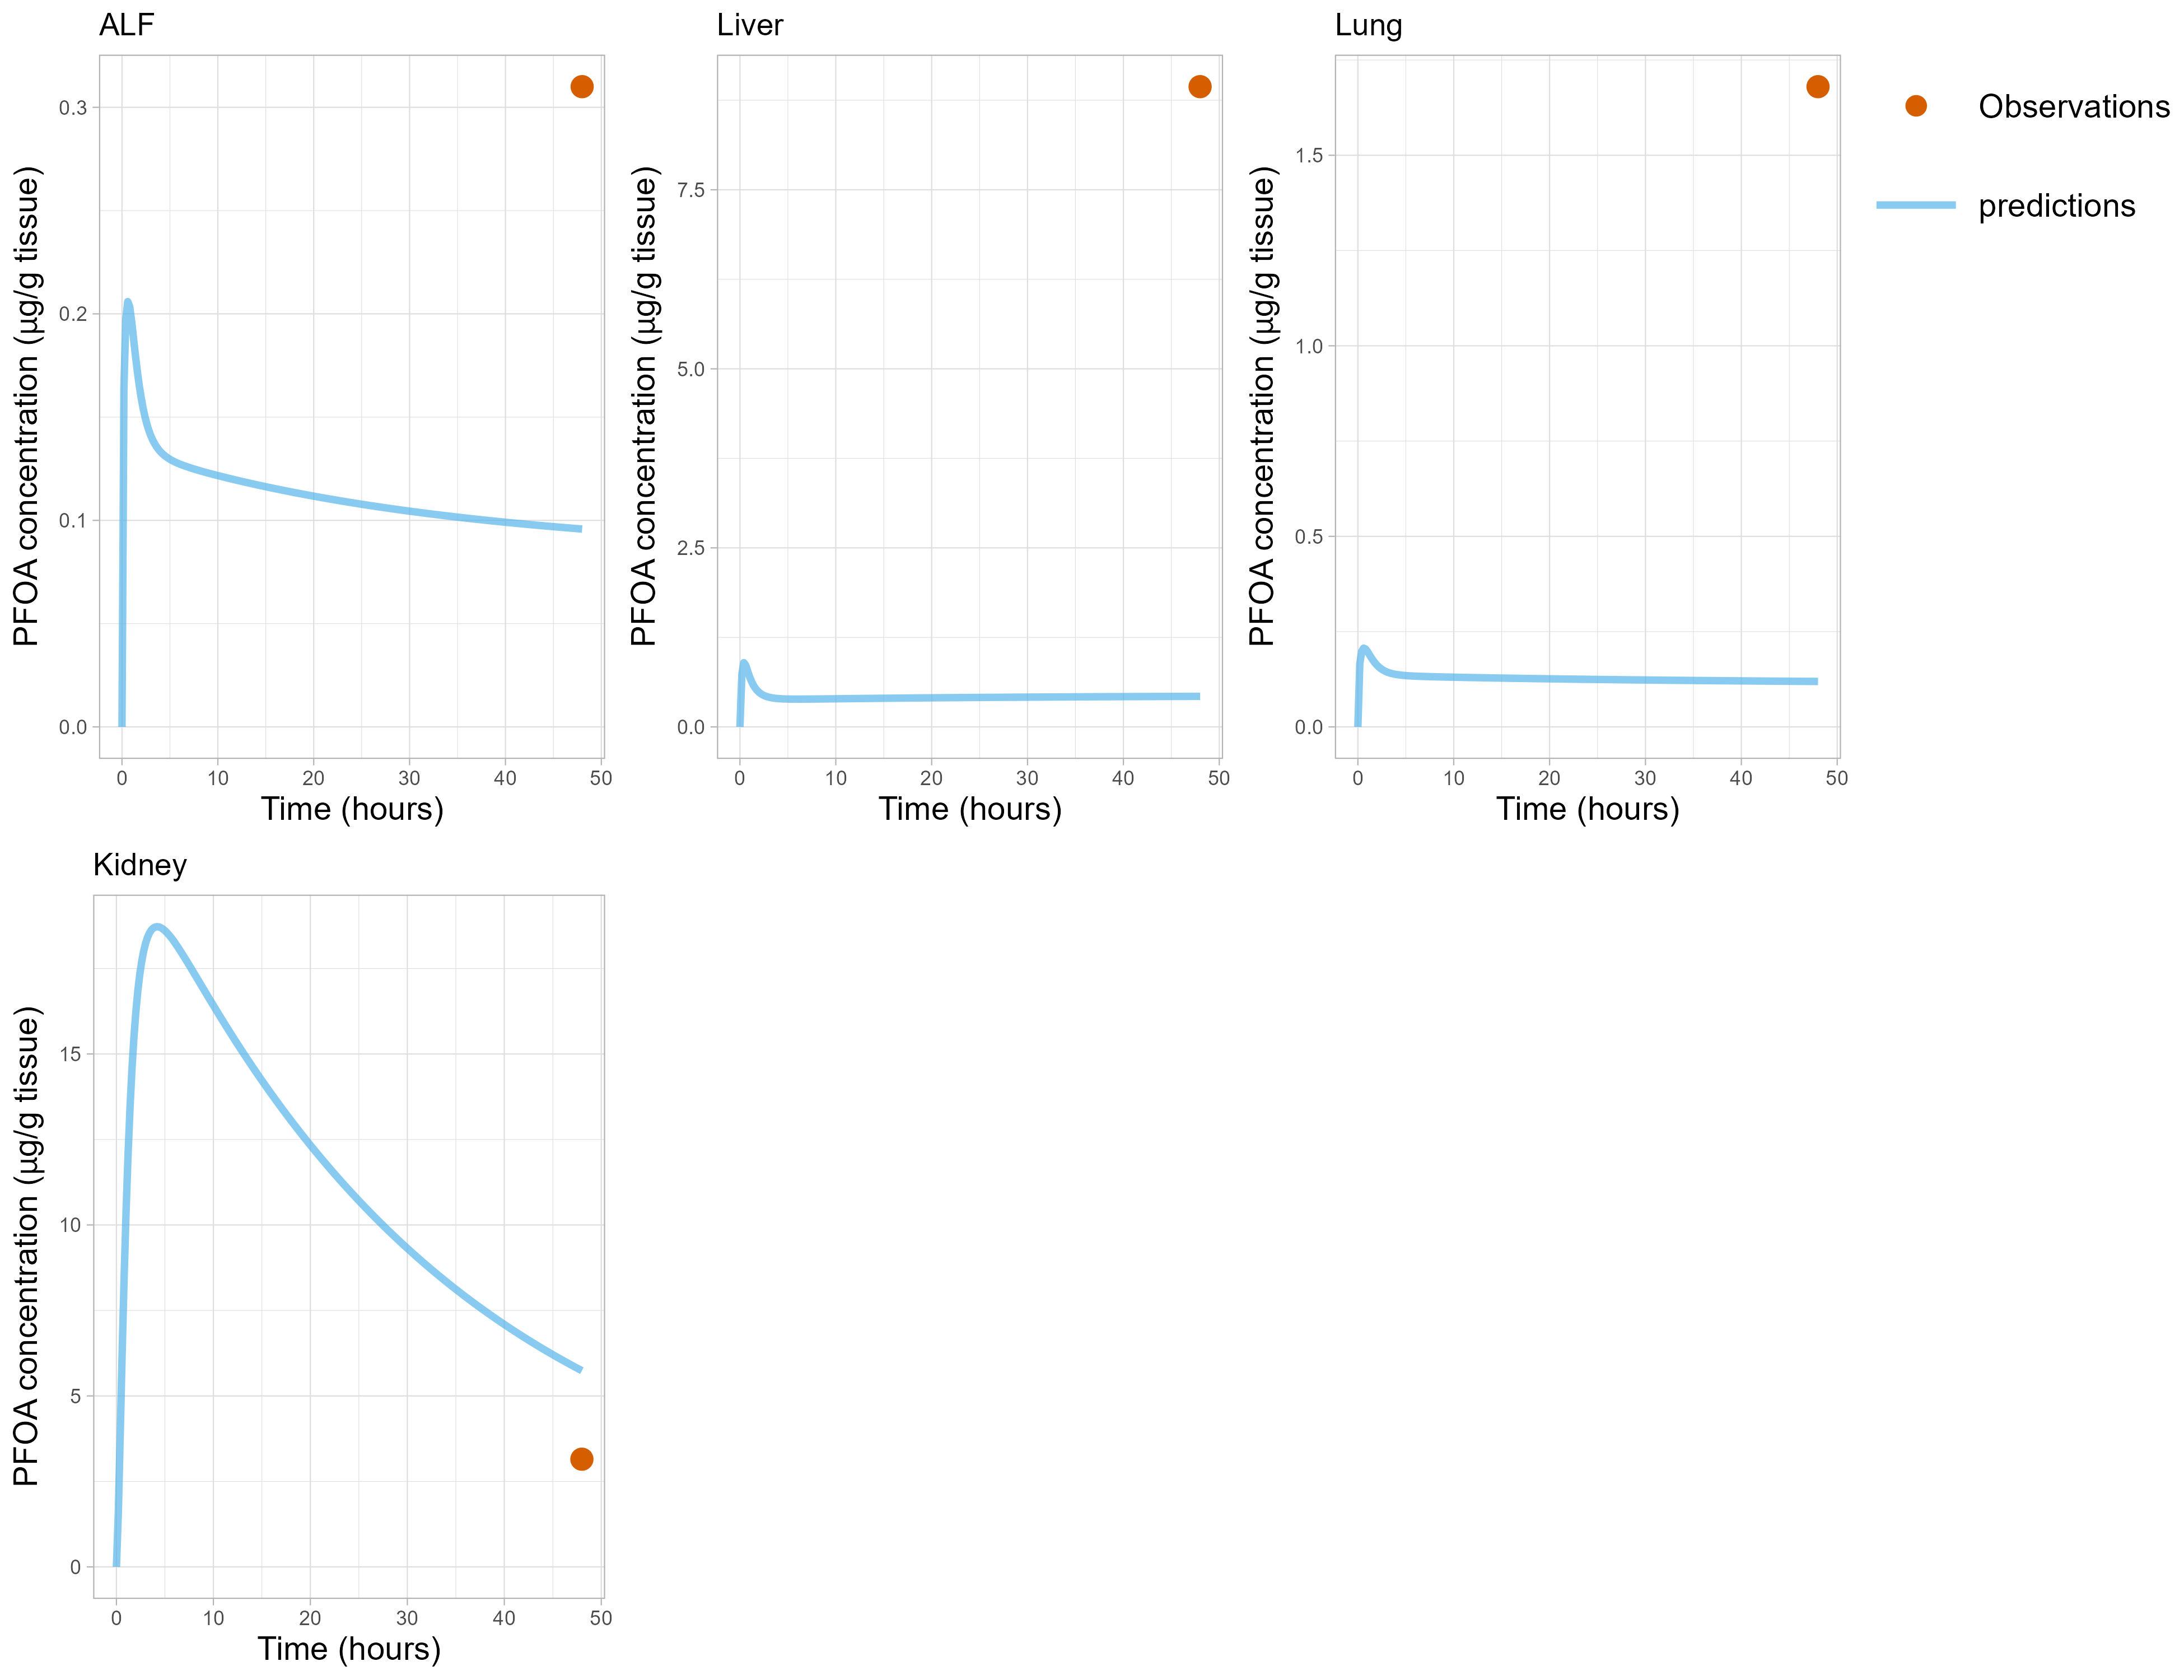 ALF
PFOA concentration (µg/g tissue)
0.3
0.2
0.1
0.0
0 10 20 30 40 50
Time (hours)
Liver
PFOA concentration (µg/g tissue)
7.5
5.0
2.5
0.0
0 10 20 30 40 50
Time (hours)
Lung
PFOA concentration (µg/g tissue)
1.5
1.0
0.5
0.0
0 10 20 30 40 50
Time (hours)
Observations
predictions
Kidney
PFOA concentration (µg/g tissue)
15
10
5
0
0 10 20 30 40 50
Time (hours)